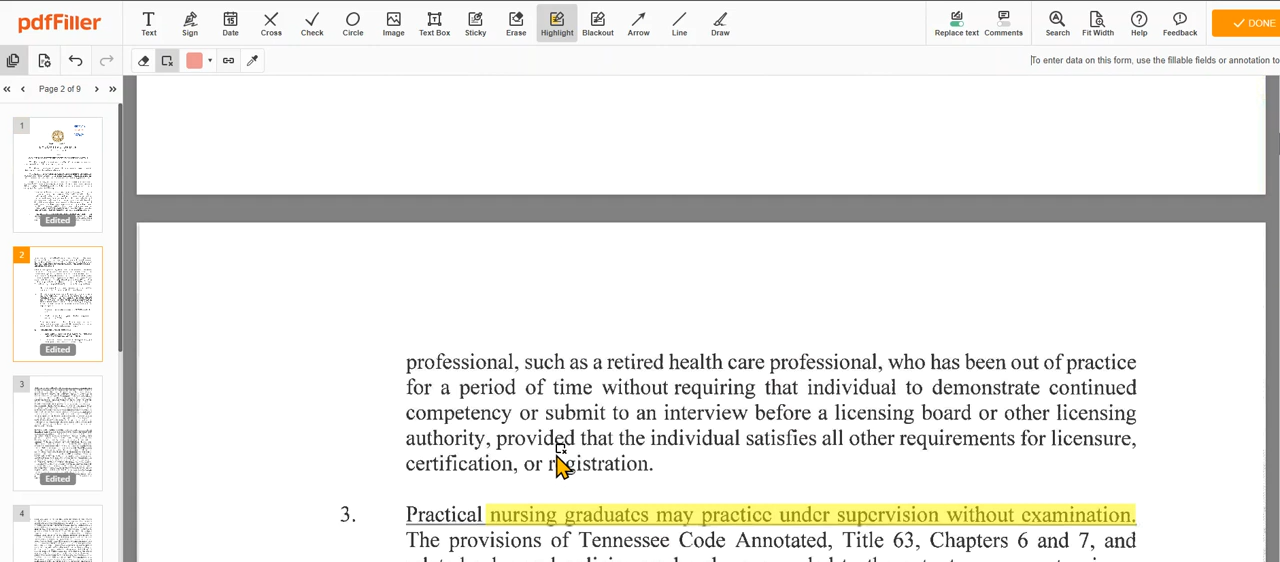 pdfFiller
Text Sign Date Cross Check Circle Image Text Box Sticky Erase Highlight Blackout Arrow Line Draw Replace text Comments Search Fit Width Help Feedback DONE
To enter data on this form, use the fillable fields or annotation to
Page 2 of 9
1
Edited
2
Edited
3
Edited
4
professional, such as a retired health care professional, who has been out of practice
for a period of time without requiring that individual to demonstrate continued
competency or submit to an interview before a licensing board or other licensing
authority, provided that the individual satisfies all other requirements for licensure,
certification, or registration.
3. Practical nursing graduates may practice under supervision without examination.
The provisions of Tennessee Code Annotated, Title 63, Chapters 6 and 7, and